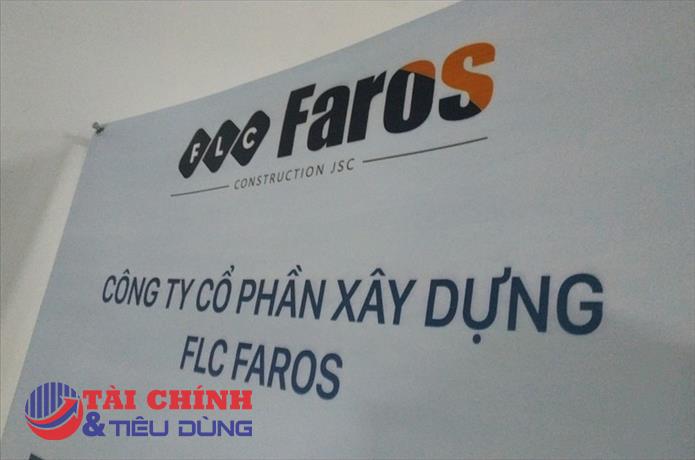 FLC Faros
CONSTRUCTION JSC
CÔNG TY CỔ PHẦN XÂY DỰNG
FLC FAROS
TÀI CHÍNH
& TIÊU DÙNG